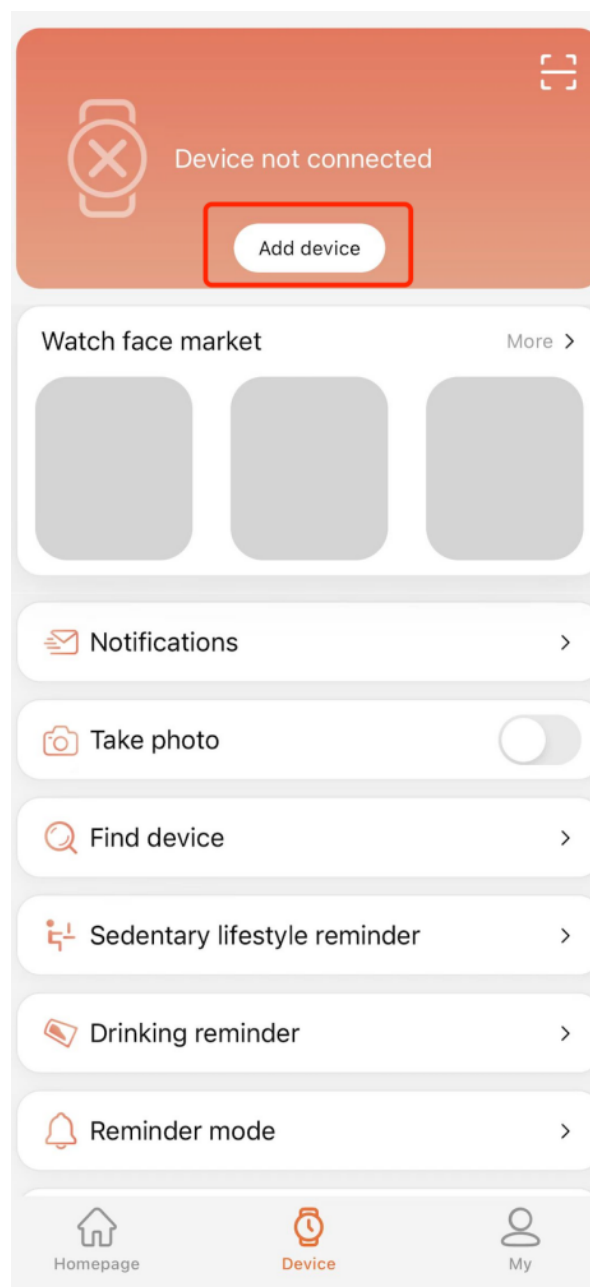 Device not connected
Add device
Watch face market
More
Notifications
Take photo
Find device
Sedentary lifestyle reminder
Drinking reminder
Reminder mode
Homepage
Device
My